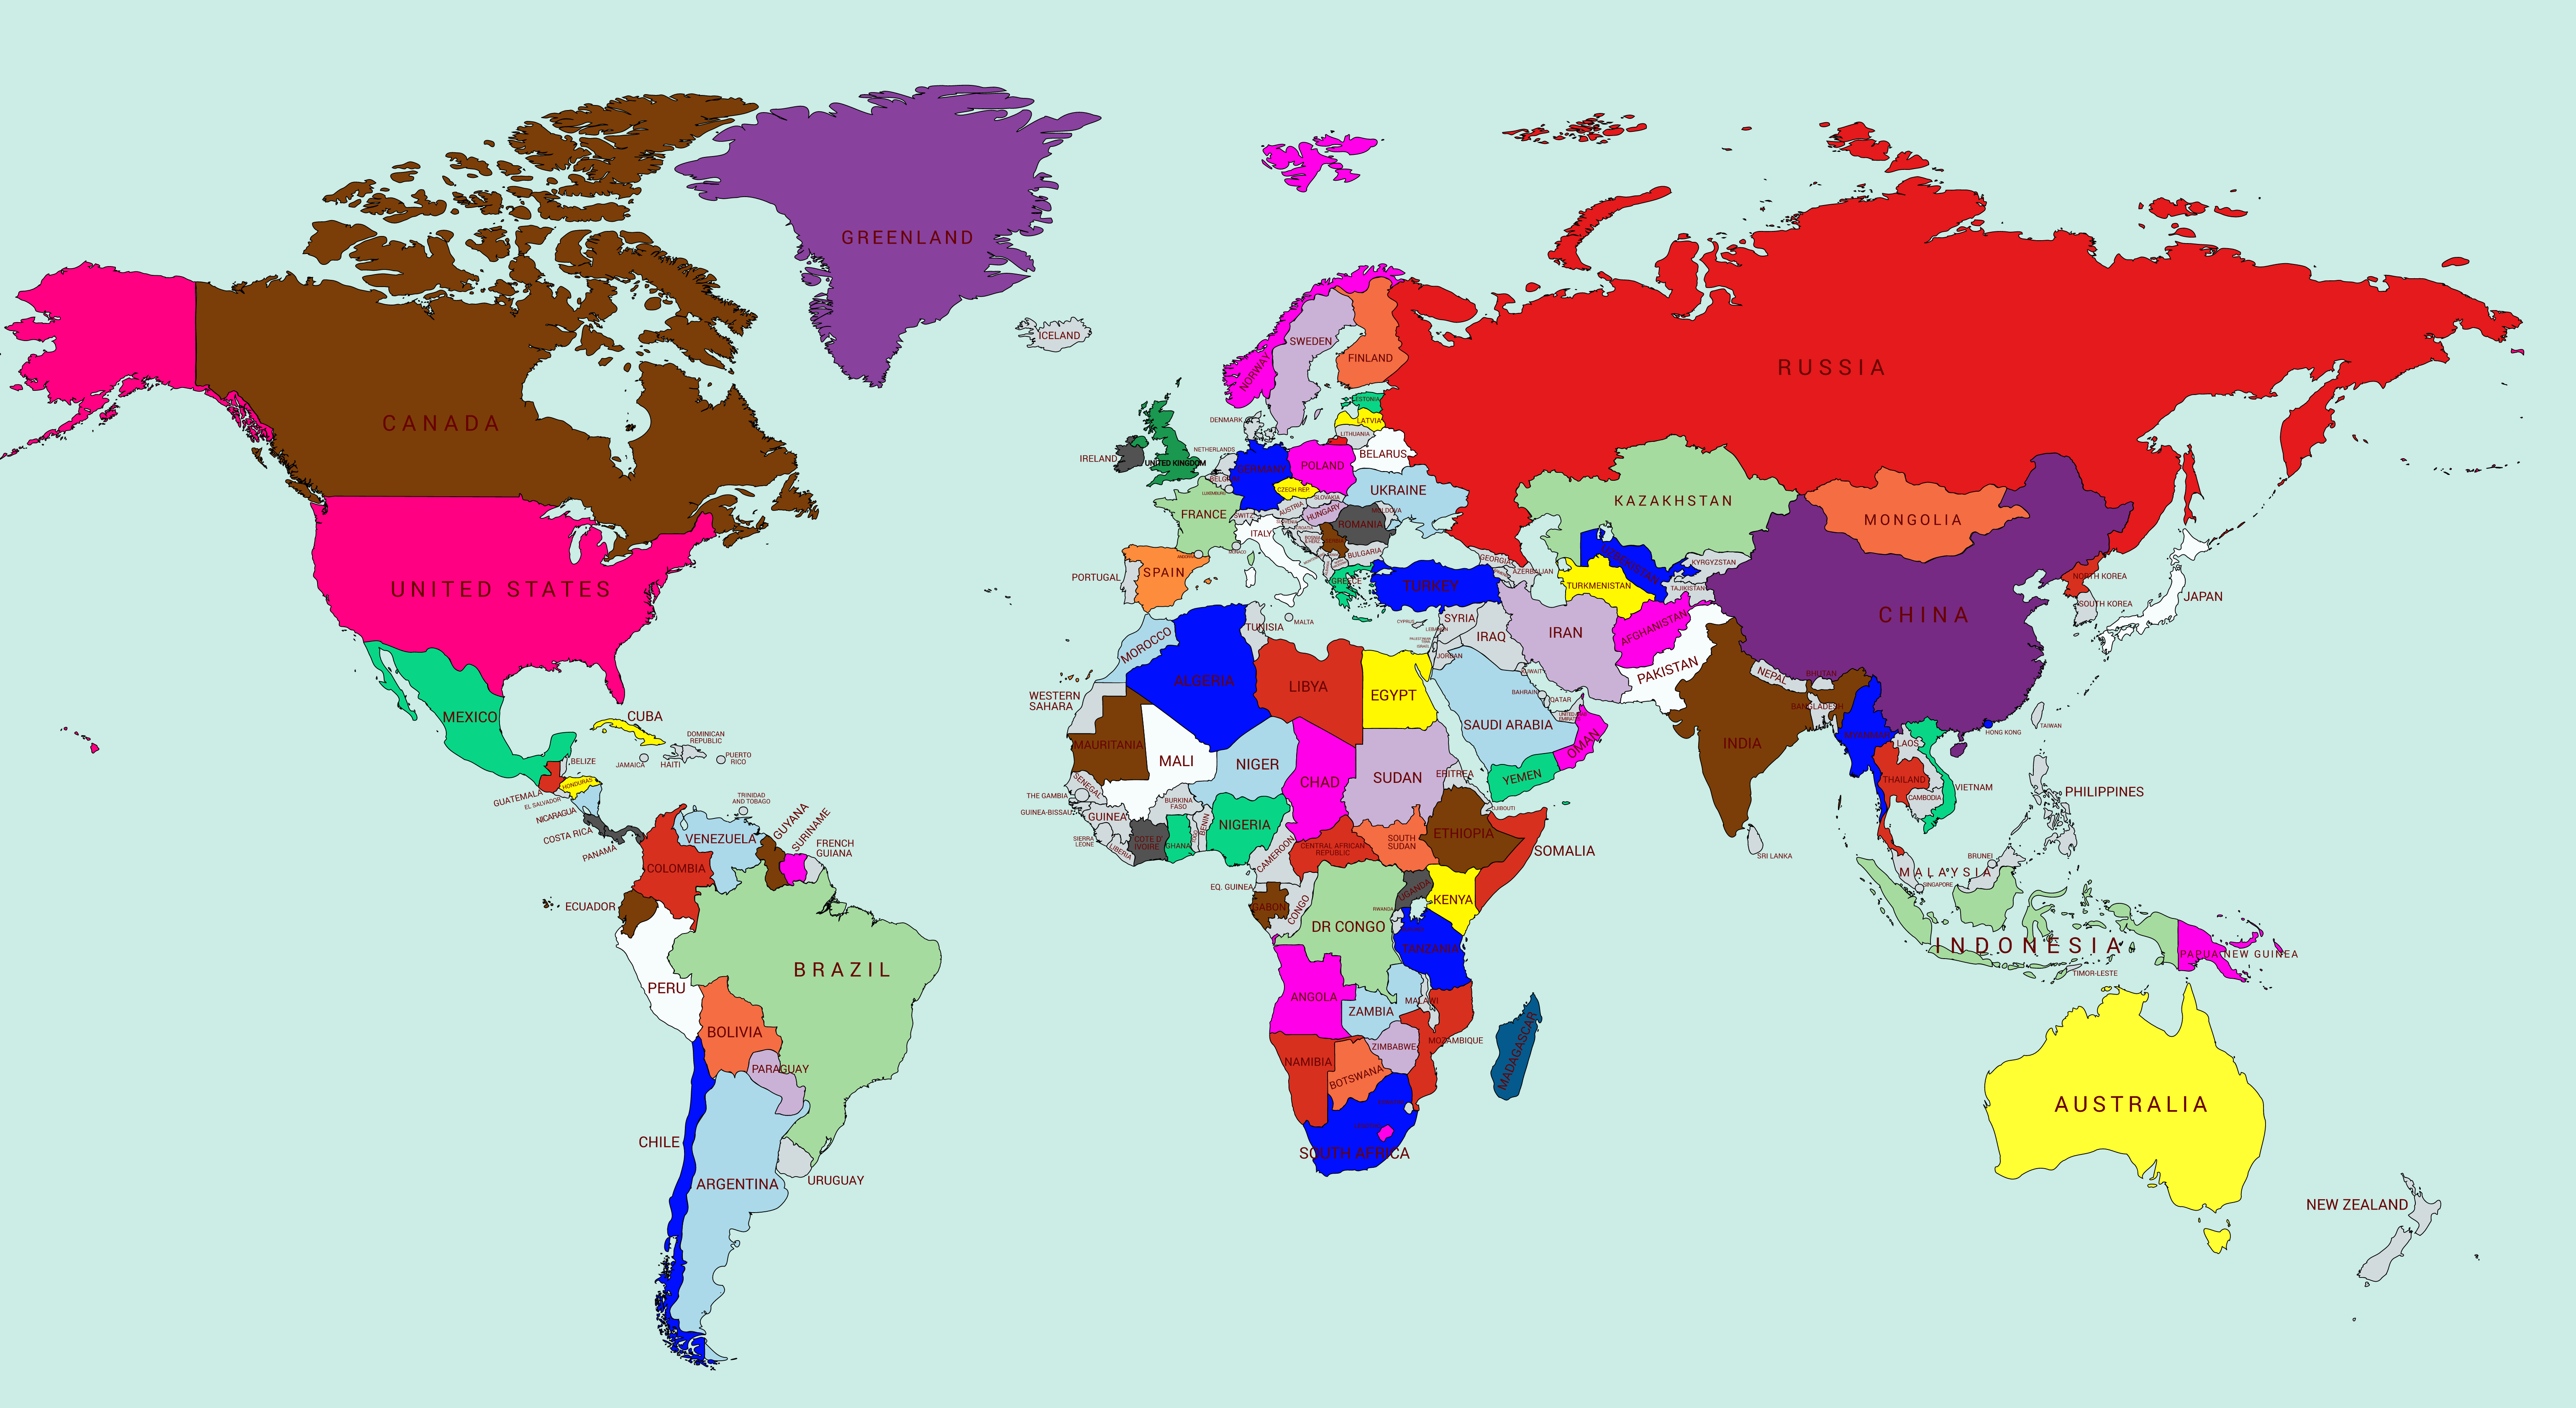 GREENLAND
ICELAND
CANADA
UNITED STATES
MEXICO
CUBA
DOMINICAN
REPUBLIC
PUERTO
RICO
JAMAICA
HAITI
BELIZE
HONDURAS
GUATEMALA
EL SALVADOR
NICARAGUA
COSTA RICA
PANAMA
TRINIDAD
AND TOBAGO
GUYANA
SURINAME
FRENCH
GUIANA
VENEZUELA
COLOMBIA
ECUADOR
PERU
BRAZIL
BOLIVIA
PARAGUAY
CHILE
ARGENTINA
URUGUAY
RUSSIA
NORWAY
SWEDEN
FINLAND
ESTONIA
LATVIA
LITHUANIA
DENMARK
BELARUS
IRELAND
UNITED KINGDOM
NETHERLANDS
BELGIUM
LUXEMBURG
GERMANY
POLAND
CZECH REP.
SLOVAKIA
UKRAINE
MOLDOVA
FRANCE
SWITZ.
AUSTRIA
HUNGARY
ROMANIA
ITALY
MONACO
ANDORRA
BULGARIA
SPAIN
PORTUGAL
GREECE
MALTA
TURKEY
CYPRUS
GEORGIA
AZERBAIJAN
KAZAKHSTAN
UZBEKISTAN
TURKMENISTAN
KYRGYZSTAN
TAJIKISTAN
MONGOLIA
CHINA
NORTH KOREA
SOUTH KOREA
JAPAN
SYRIA
LEBANON
ISRAEL
JORDAN
IRAQ
IRAN
KUWAIT
BAHRAIN
QATAR
UNITED ARAB
EMIRATES
SAUDI ARABIA
OMAN
YEMEN
AFGHANISTAN
PAKISTAN
INDIA
NEPAL
BHUTAN
BANGLADESH
SRI LANKA
MYANMAR
LAOS
THAILAND
CAMBODIA
VIETNAM
HONG KONG
TAIWAN
PHILIPPINES
BRUNEI
MALAYSIA
SINGAPORE
INDONESIA
TIMOR-LESTE
PAPUA NEW GUINEA
AUSTRALIA
NEW ZEALAND
MOROCCO
WESTERN
SAHARA
ALGERIA
TUNISIA
LIBYA
EGYPT
MAURITANIA
MALI
NIGER
CHAD
SUDAN
ERITREA
DJIBOUTI
SENEGAL
THE GAMBIA
GUINEA-BISSAU
GUINEA
SIERRA
LEONE
LIBERIA
COTE D'
IVOIRE
BURKINA
FASO
GHANA
TOGO
BENIN
NIGERIA
CAMEROON
CENTRAL AFRICAN
REPUBLIC
SOUTH
SUDAN
ETHIOPIA
SOMALIA
EQ. GUINEA
GABON
CONGO
DR CONGO
UGANDA
KENYA
RWANDA
TANZANIA
ANGOLA
ZAMBIA
MALAWI
MOZAMBIQUE
ZIMBABWE
NAMIBIA
BOTSWANA
MADAGASCAR
SOUTH AFRICA